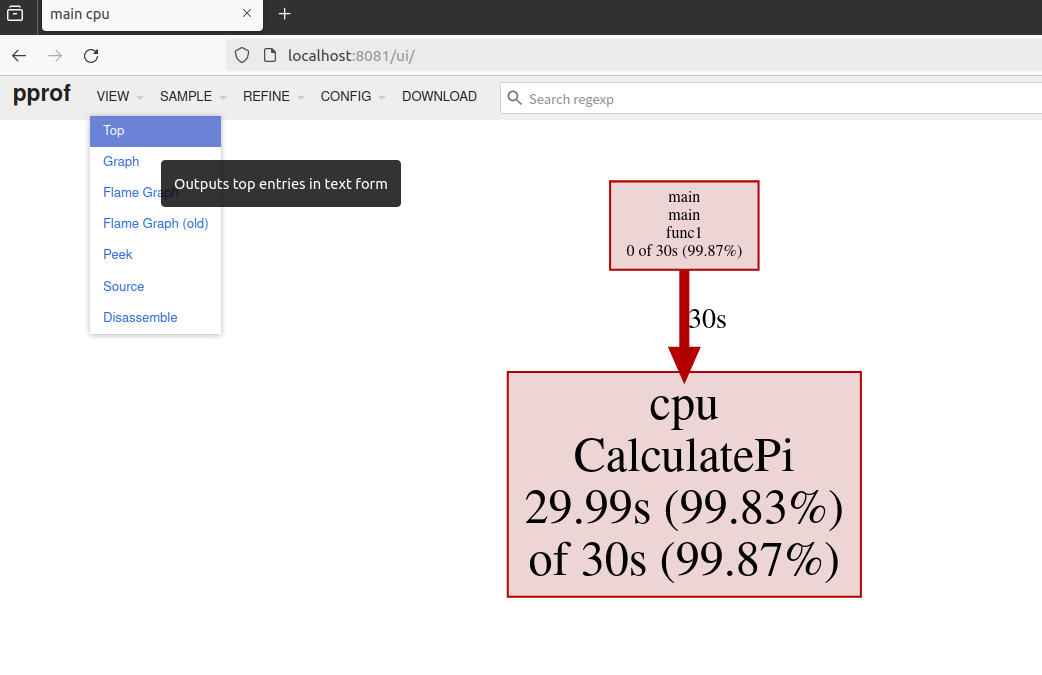 main cpu
localhost:8081/ui/
pprof VIEW SAMPLE REFINE CONFIG DOWNLOAD Search regexp
Top
Graph
Flame Graph
Outputs top entries in text form
Flame Graph (old)
Peek
Source
Disassemble
main
main
func1
0 of 30s (99.87%)
30s
cpu
CalculatePi
29.99s (99.83%)
of 30s (99.87%)